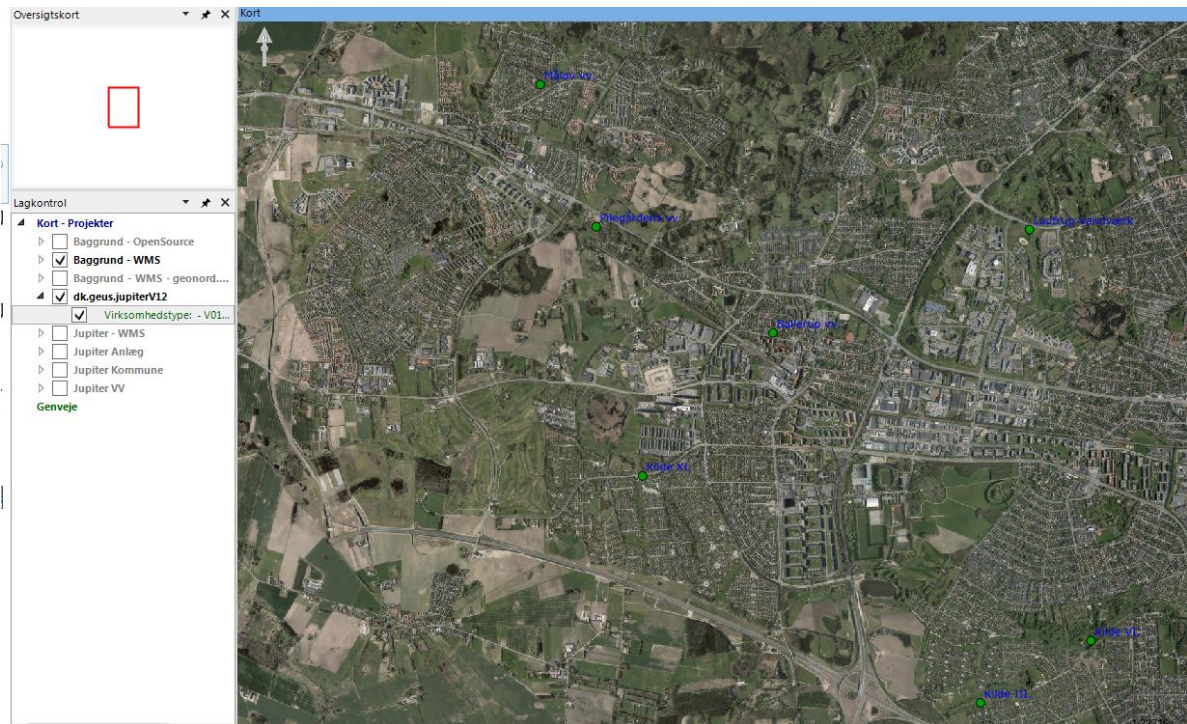 Oversigtskort
Kort
Lagkontrol
Kort - Projekter
Baggrund - OpenSource
Baggrund - WMS
Baggrund - WMS - geonord....
dk.geus.jupiterV12
Virksomhedstype: - V01...
Jupiter - WMS
Jupiter Anlæg
Jupiter Kommune
Jupiter VV
Genveje
Måløv vv
Pilegårdens vv
Lautrup Vandværk
Ballerup vv.
Kilde XI.
Kilde VI.
Kilde III.